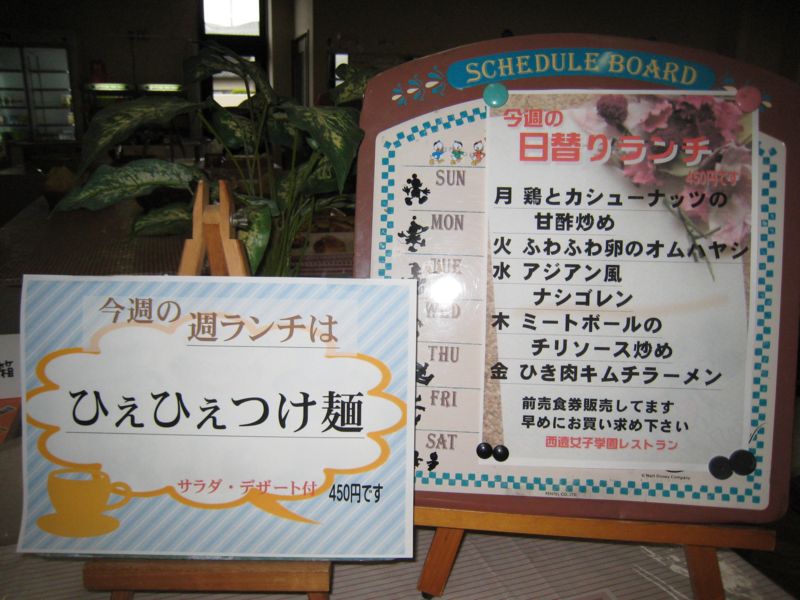 今週の
週ランチは
ひぇひぇつけ麺
サラダ・デザート付 450円です
SCHEDULE BOARD
SUN
MON
TUE
WED
THU
FRI
SAT
今週の
日替りランチ
450円です
月 鶏とカシューナッツの
甘酢炒め
火 ふわふわ卵のオムハヤシ
水 アジアン風
ナシゴレン
木 ミートボールの
チリソース炒め
金 ひき肉キムチラーメン
前売食券販売してます
早めにお買い求め下さい
西遠女子学園レストラン
© Walt Disney Company
PENTEL CO., LTD.